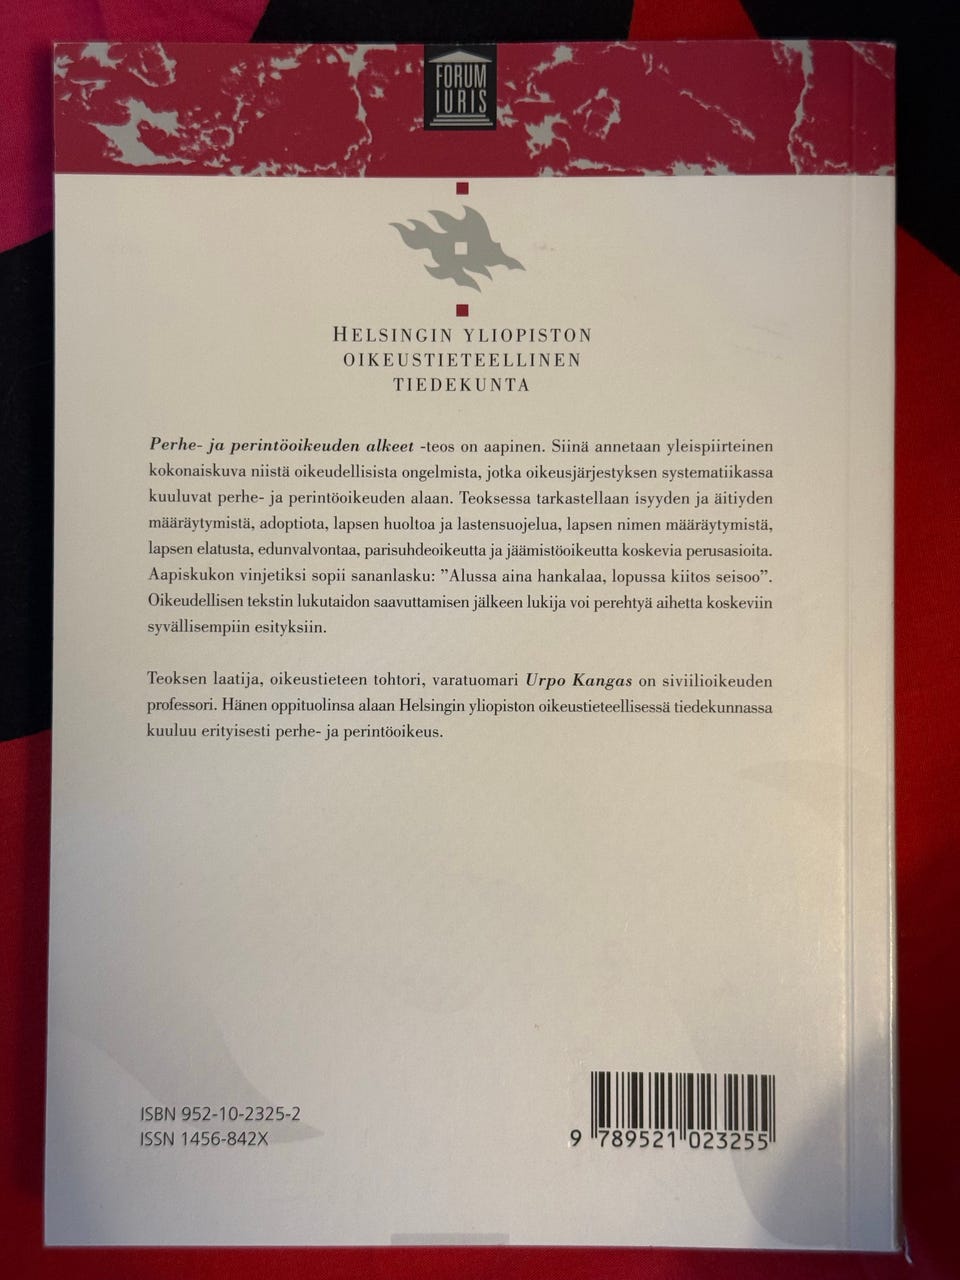 FORUM
IURIS
HELSINGIN YLIOPISTON
OIKEUSTIETEELLINEN
TIEDEKUNTA
Perhe- ja perintöoikeuden alkeet -teos on aapinen. Siinä annetaan yleispiirteinen
kokonaiskuva niistä oikeudellisista ongelmista, jotka oikeusjärjestyksen systematiikassa
kuuluvat perhe- ja perintöoikeuden alaan. Teoksessa tarkastellaan isyyden ja äitiyden
määräytymistä, adoptiota, lapsen huoltoa ja lastensuojelua, lapsen nimen määräytymistä,
lapsen elatusta, edunvalvontaa, parisuhdeoikeutta ja jäämistöoikeutta koskevia perusasioita.
Aapiskukon vinjetiksi sopii sananlasku: ”Alussa aina hankalaa, lopussa kiitos seisoo”.
Oikeudellisen tekstin lukutaidon saavuttamisen jälkeen lukija voi perehtyä aihetta koskeviin
syvällisempiin esityksiin.
Teoksen laatija, oikeustieteen tohtori, varatuomari Urpo Kangas on siviilioikeuden
professori. Hänen oppituolinsa alaan Helsingin yliopiston oikeustieteellisessä tiedekunnassa
kuuluu erityisesti perhe- ja perintöoikeus.
ISBN 952-10-2325-2
ISSN 1456-842X
9 789521 023255